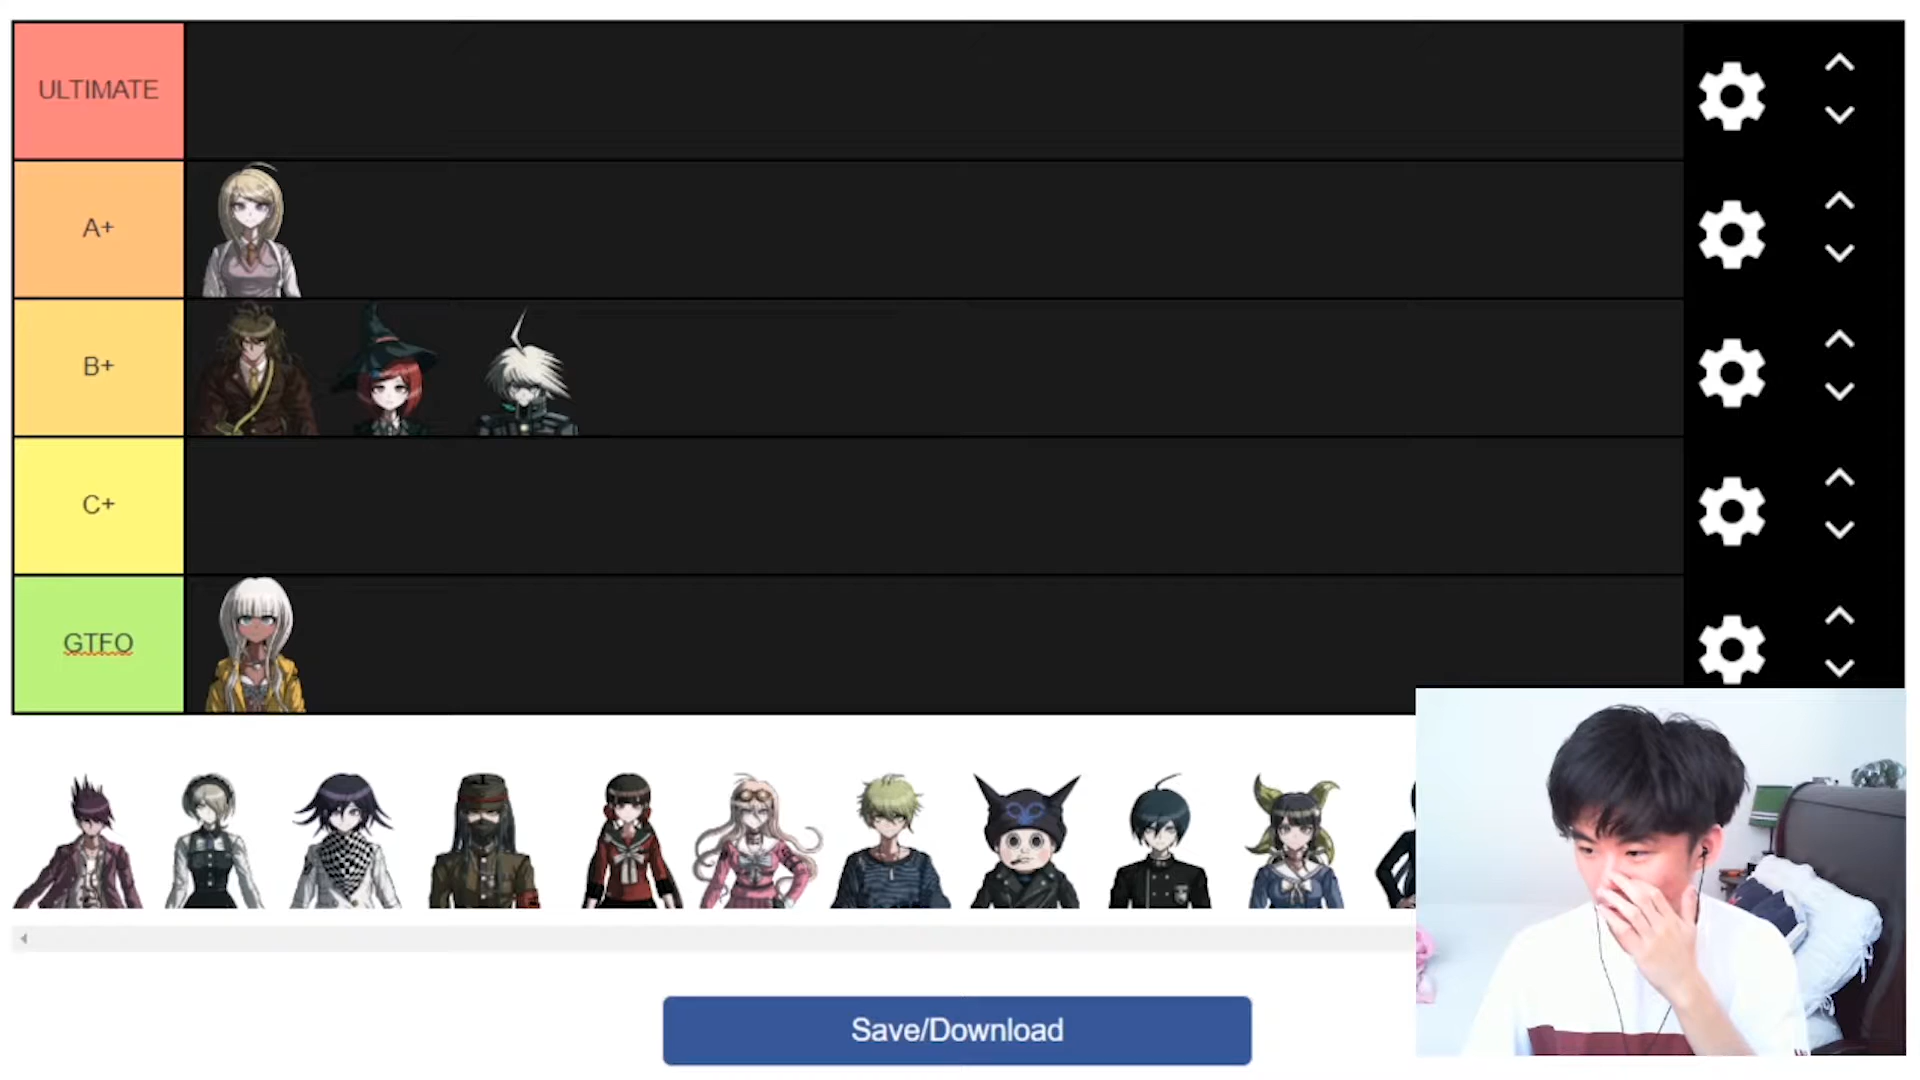 ULTIMATE
A+
B+
C+
GTFO
Save/Download